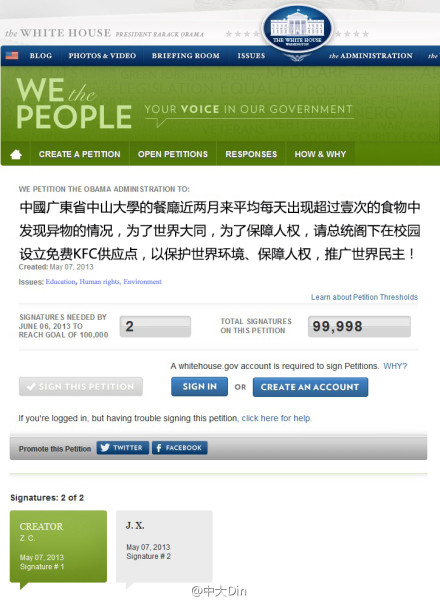 the WHITE HOUSE PRESIDENT BARACK OBAMA
THE WHITE HOUSE
WASHINGTON
BLOG PHOTOS & VIDEO BRIEFING ROOM ISSUES the ADMINISTRATION the
WE the
PEOPLE
YOUR VOICE IN OUR GOVERNMENT
CREATE A PETITION OPEN PETITIONS RESPONSES HOW & WHY
WE PETITION THE OBAMA ADMINISTRATION TO:
中國广東省中山大學的餐廳近两月来平均每天出现超过壹次的食物中
发现异物的情况，为了世界大同，为了保障人权，请总统阁下在校园
设立免费KFC供应点，以保护世界环境、保障人权，推广世界民主！
Created: May 07, 2013
Issues: Education, Human rights, Environment
Learn about Petition Thresholds
SIGNATURES NEEDED BY
JUNE 06, 2013 TO
REACH GOAL OF 100,000
2
TOTAL SIGNATURES
ON THIS PETITION
99,998
A whitehouse.gov account is required to sign Petitions. WHY?
SIGN THIS PETITION
SIGN IN OR CREATE AN ACCOUNT
If you're logged in, but having trouble signing this petition, click here for help.
Promote this Petition TWITTER FACEBOOK
Signatures: 2 of 2
CREATOR
Z. C.
May 07, 2013
Signature # 1
J. X.
May 07, 2013
Signature # 2
@中大Din